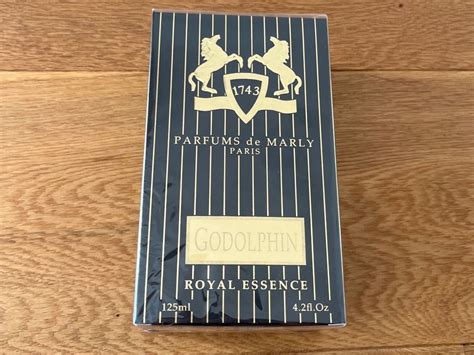 1743
PARFUMS de MARLY
PARIS
GODOLPHIN
ROYAL ESSENCE
125ml 4.2fl.Oz